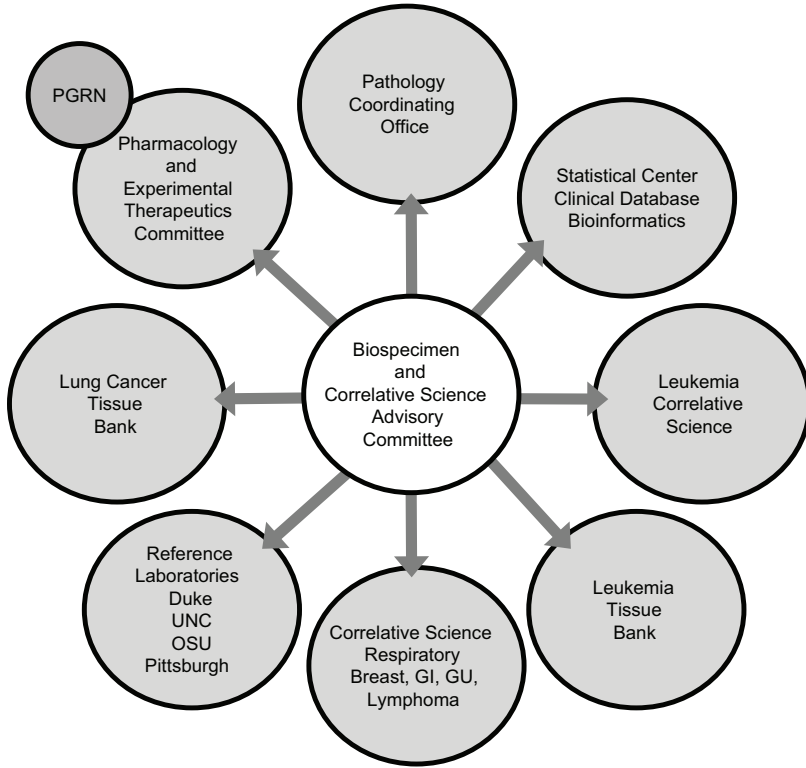 PGRN
Pharmacology
and
Experimental
Therapeutics
Committee
Pathology
Coordinating
Office
Statistical Center
Clinical Database
Bioinformatics
Lung Cancer
Tissue
Bank
Biospecimen
and
Correlative Science
Advisory
Committee
Leukemia
Correlative
Science
Reference
Laboratories
Duke
UNC
OSU
Pittsburgh
Correlative Science
Respiratory
Breast, GI, GU,
Lymphoma
Leukemia
Tissue
Bank